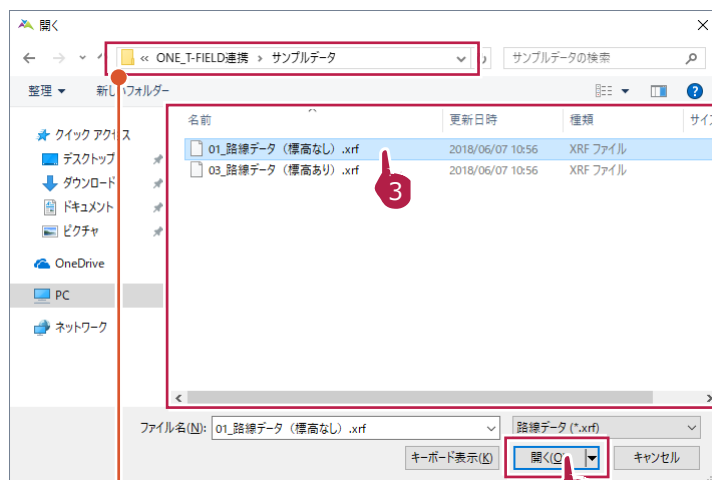 開く
« ONE_T-FIELD連携 › サンプルデータ
サンプルデータの検索
整理
新しいフォルダー
名前
更新日時
種類
サイズ
クイック アクセス
デスクトップ
ダウンロード
ドキュメント
ピクチャ
OneDrive
PC
ネットワーク
01_路線データ（標高なし）.xrf
2018/06/07 10:56
XRF ファイル
03_路線データ（標高あり）.xrf
2018/06/07 10:56
XRF ファイル
3
ファイル名(N):
01_路線データ（標高なし）.xrf
路線データ (*.xrf)
キーボード表示(K)
開く(O)
キャンセル